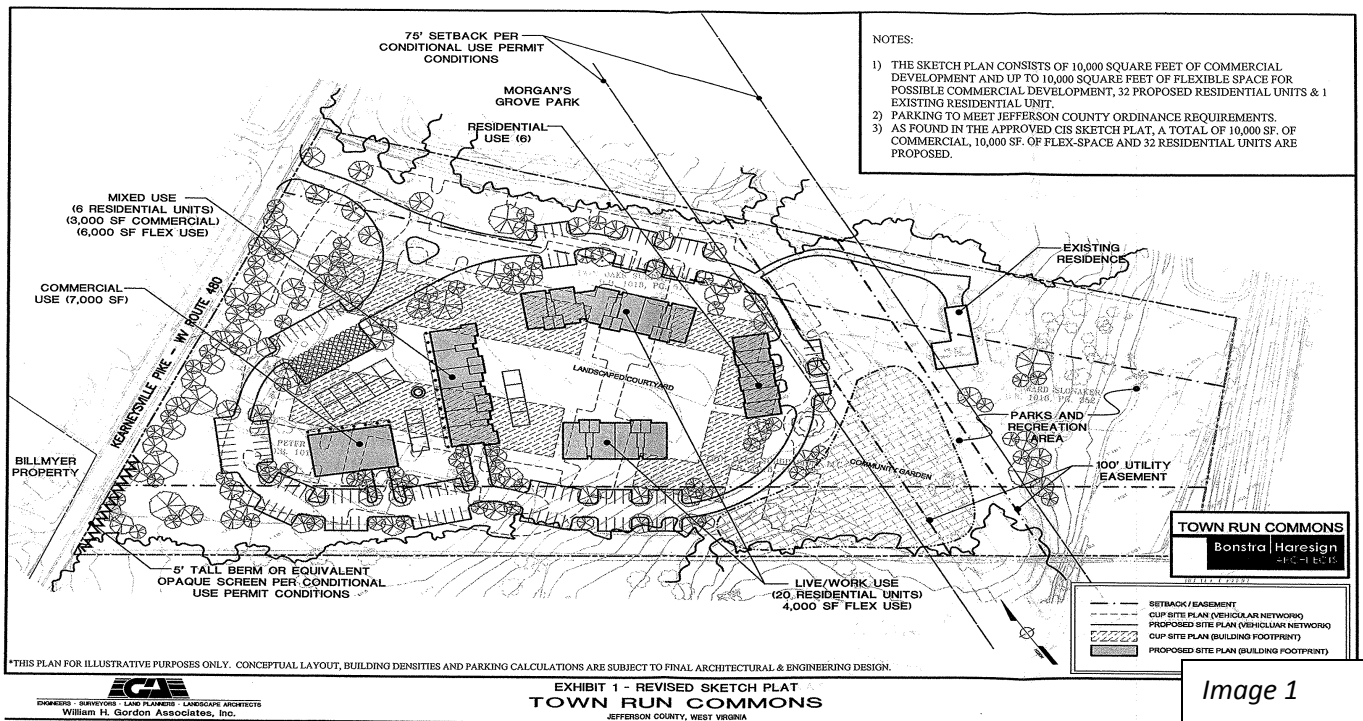 75' SETBACK PER
CONDITIONAL USE PERMIT
CONDITIONS
MORGAN'S
GROVE PARK
RESIDENTIAL
USE (6)
NOTES:
1) THE SKETCH PLAN CONSISTS OF 10,000 SQUARE FEET OF COMMERCIAL
DEVELOPMENT AND UP TO 10,000 SQUARE FEET OF FLEXIBLE SPACE FOR
POSSIBLE COMMERCIAL DEVELOPMENT, 32 PROPOSED RESIDENTIAL UNITS & 1
EXISTING RESIDENTIAL UNIT.
2) PARKING TO MEET JEFFERSON COUNTY ORDINANCE REQUIREMENTS.
3) AS FOUND IN THE APPROVED CIS SKETCH PLAT, A TOTAL OF 10,000 SF. OF
COMMERCIAL, 10,000 SF. OF FLEX-SPACE AND 32 RESIDENTIAL UNITS ARE
PROPOSED.
MIXED USE
(6 RESIDENTIAL UNITS)
(3,000 SF COMMERCIAL)
(6,000 SF FLEX USE)
COMMERCIAL
USE (7,000 SF)
KEARNEYSVILLE PIKE - WV ROUTE 480
EXISTING
RESIDENCE
1018, PG.
LANDSCAPED COURTYARD
PARKS AND
RECREATION
AREA
PETER
BILLMYER
PROPERTY
COMMUNITY GARDEN
100' UTILITY
EASEMENT
5' TALL BERM OR EQUIVALENT
OPAQUE SCREEN PER CONDITIONAL
USE PERMIT CONDITIONS
LIVE/WORK USE
(20 RESIDENTIAL UNITS)
4,000 SF FLEX USE)
TOWN RUN COMMONS
Bonstra | Haresign
ARCHITECTS
SETBACK / EASEMENT
CUP SITE PLAN (VEHICULAR NETWORK)
PROPOSED SITE PLAN (VEHICLUAR NETWORK)
CUP SITE PLAN (BUILDING FOOTPRINT)
PROPOSED SITE PLAN (BUILDING FOOTPRINT)
*THIS PLAN FOR ILLUSTRATIVE PURPOSES ONLY. CONCEPTUAL LAYOUT, BUILDING DENSITIES AND PARKING CALCULATIONS ARE SUBJECT TO FINAL ARCHITECTURAL & ENGINEERING DESIGN.
ENGINEERS - SURVEYORS - LAND PLANNERS - LANDSCAPE ARCHITECTS
William H. Gordon Associates, Inc.
EXHIBIT 1 - REVISED SKETCH PLAT
TOWN RUN COMMONS
JEFFERSON COUNTY, WEST VIRGINIA
Image 1